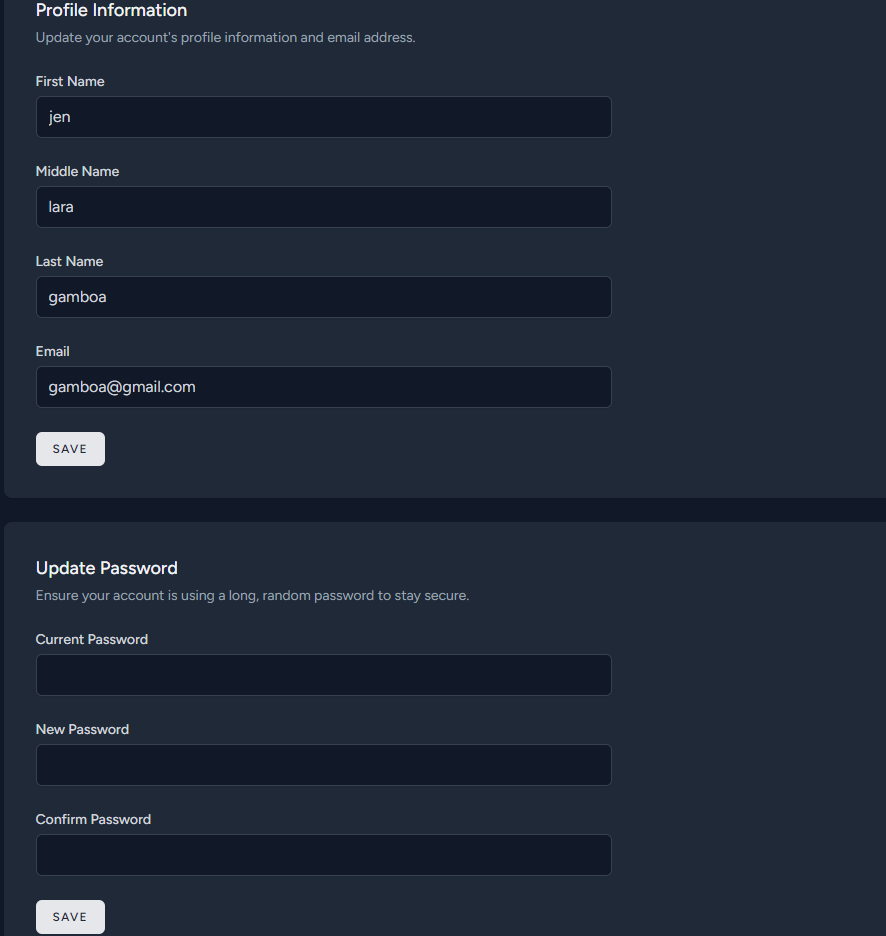 Profile Information
Update your account's profile information and email address.
First Name
jen
Middle Name
lara
Last Name
gamboa
Email
gamboa@gmail.com
SAVE
Update Password
Ensure your account is using a long, random password to stay secure.
Current Password
New Password
Confirm Password
SAVE